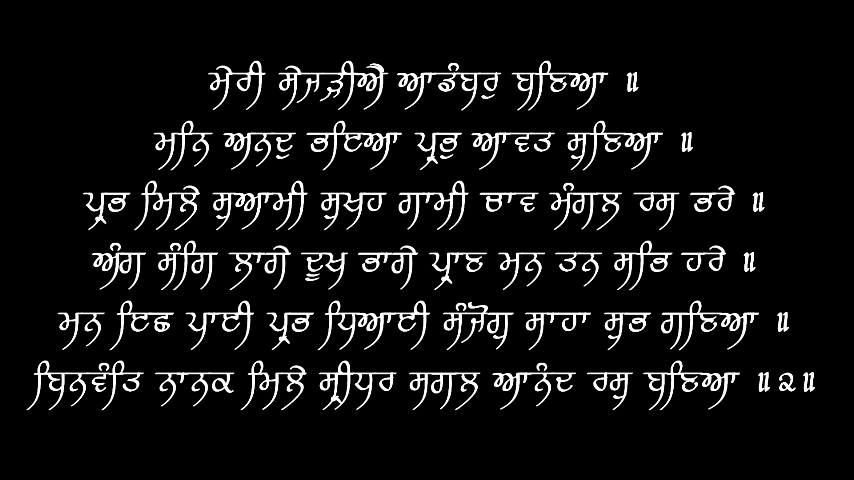 ਮੇਰੀ ਸੇਜੜੀਐ ਆਡੰਬਰੁ ਬਣਿਆ ॥
ਮਨਿ ਅਨਦੁ ਭਇਆ ਪ੍ਰਭੁ ਆਵਤ ਸੁਣਿਆ ॥
ਪ੍ਰਭ ਮਿਲੇ ਸੁਆਮੀ ਸੁਖਹ ਗਾਮੀ ਚਾਵ ਮੰਗਲ ਰਸ ਭਰੇ ॥
ਅੰਗ ਸੰਗਿ ਲਾਗੇ ਦੂਖ ਭਾਗੇ ਪ੍ਰਾਣ ਮਨ ਤਨ ਸਭਿ ਹਰੇ ॥
ਮਨ ਇਛ ਪਾਈ ਪ੍ਰਭ ਧਿਆਈ ਸੰਜੋਗੁ ਸਾਹਾ ਸੁਭ ਗਣਿਆ ॥
ਬਿਨਵੰਤਿ ਨਾਨਕ ਮਿਲੇ ਸ੍ਰੀਧਰ ਸਗਲ ਆਨੰਦ ਰਸੁ ਬਣਿਆ ॥੨॥